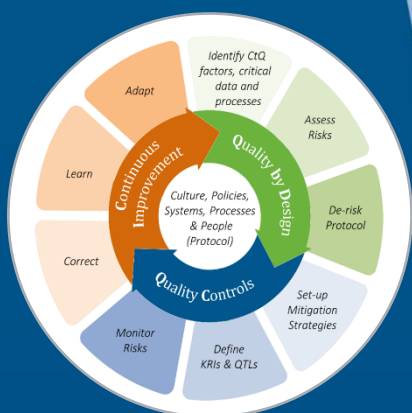 Identify CtQ
factors, critical
data and
processes
Assess
Risks
De-risk
Protocol
Set-up
Mitigation
Strategies
Define
KRIs & QTLs
Monitor
Risks
Correct
Learn
Adapt
Quality by Design
Quality Controls
Continuous
Improvement
Culture, Policies,
Systems, Processes
& People
(Protocol)